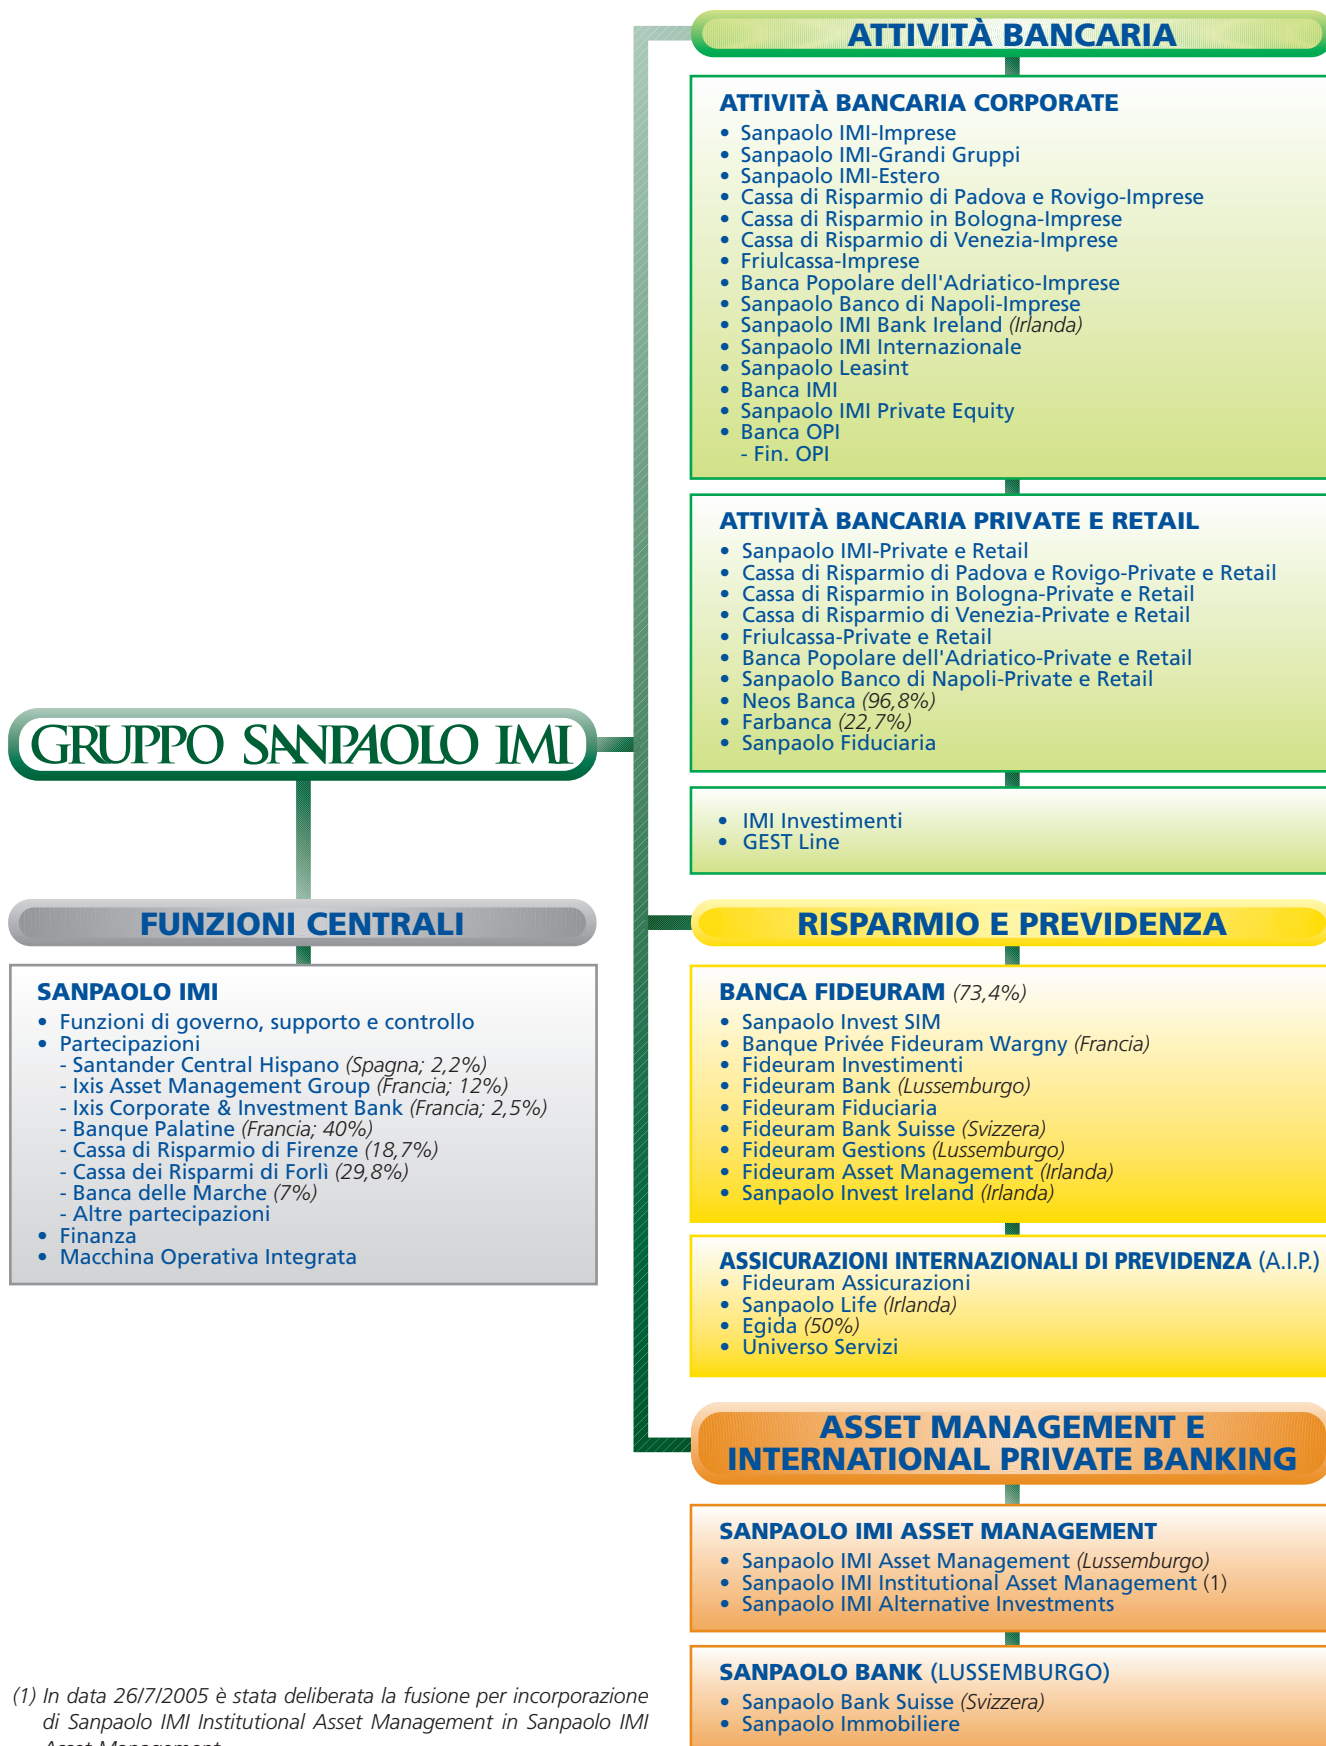 GRUPPO SANPAOLO IMI
FUNZIONI CENTRALI
SANPAOLO IMI
• Funzioni di governo, supporto e controllo
• Partecipazioni
- Santander Central Hispano (Spagna; 2,2%)
- Ixis Asset Management Group (Francia; 12%)
- Ixis Corporate & Investment Bank (Francia; 2,5%)
- Banque Palatine (Francia; 40%)
- Cassa di Risparmio di Firenze (18,7%)
- Cassa dei Risparmi di Forlì (29,8%)
- Banca delle Marche (7%)
- Altre partecipazioni
• Finanza
• Macchina Operativa Integrata
ATTIVITÀ BANCARIA
ATTIVITÀ BANCARIA CORPORATE
• Sanpaolo IMI-Imprese
• Sanpaolo IMI-Grandi Gruppi
• Sanpaolo IMI-Estero
• Cassa di Risparmio di Padova e Rovigo-Imprese
• Cassa di Risparmio in Bologna-Imprese
• Cassa di Risparmio di Venezia-Imprese
• Friulcassa-Imprese
• Banca Popolare dell'Adriatico-Imprese
• Sanpaolo Banco di Napoli-Imprese
• Sanpaolo IMI Bank Ireland (Irlanda)
• Sanpaolo IMI Internazionale
• Sanpaolo Leasint
• Banca IMI
• Sanpaolo IMI Private Equity
• Banca OPI
- Fin. OPI
ATTIVITÀ BANCARIA PRIVATE E RETAIL
• Sanpaolo IMI-Private e Retail
• Cassa di Risparmio di Padova e Rovigo-Private e Retail
• Cassa di Risparmio in Bologna-Private e Retail
• Cassa di Risparmio di Venezia-Private e Retail
• Friulcassa-Private e Retail
• Banca Popolare dell'Adriatico-Private e Retail
• Sanpaolo Banco di Napoli-Private e Retail
• Neos Banca (96,8%)
• Farbanca (22,7%)
• Sanpaolo Fiduciaria
• IMI Investimenti
• GEST Line
RISPARMIO E PREVIDENZA
BANCA FIDEURAM (73,4%)
• Sanpaolo Invest SIM
• Banque Privée Fideuram Wargny (Francia)
• Fideuram Investimenti
• Fideuram Bank (Lussemburgo)
• Fideuram Fiduciaria
• Fideuram Bank Suisse (Svizzera)
• Fideuram Gestions (Lussemburgo)
• Fideuram Asset Management (Irlanda)
• Sanpaolo Invest Ireland (Irlanda)
ASSICURAZIONI INTERNAZIONALI DI PREVIDENZA (A.I.P.)
• Fideuram Assicurazioni
• Sanpaolo Life (Irlanda)
• Egida (50%)
• Universo Servizi
ASSET MANAGEMENT E
INTERNATIONAL PRIVATE BANKING
SANPAOLO IMI ASSET MANAGEMENT
• Sanpaolo IMI Asset Management (Lussemburgo)
• Sanpaolo IMI Institutional Asset Management (1)
• Sanpaolo IMI Alternative Investments
SANPAOLO BANK (LUSSEMBURGO)
• Sanpaolo Bank Suisse (Svizzera)
• Sanpaolo Immobiliere
(1) In data 26/7/2005 è stata deliberata la fusione per incorporazione
di Sanpaolo IMI Institutional Asset Management in Sanpaolo IMI
Asset Management